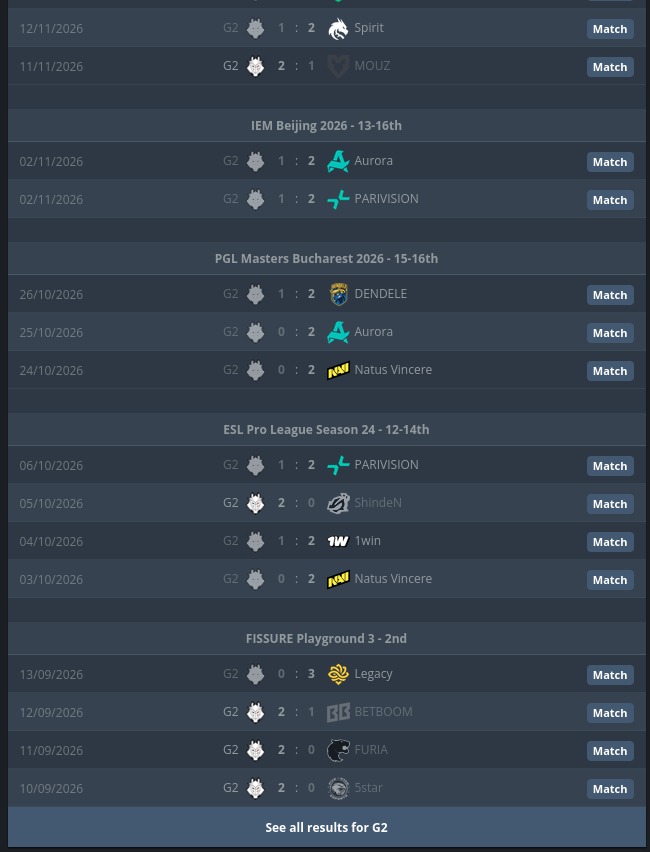 12/11/2026 G2 1 : 2 Spirit Match
11/11/2026 G2 2 : 1 MOUZ Match
IEM Beijing 2026 - 13-16th
02/11/2026 G2 1 : 2 Aurora Match
02/11/2026 G2 1 : 2 PARIVISION Match
PGL Masters Bucharest 2026 - 15-16th
26/10/2026 G2 1 : 2 DENDELE Match
25/10/2026 G2 0 : 2 Aurora Match
24/10/2026 G2 0 : 2 Natus Vincere Match
ESL Pro League Season 24 - 12-14th
06/10/2026 G2 1 : 2 PARIVISION Match
05/10/2026 G2 2 : 0 ShindeN Match
04/10/2026 G2 1 : 2 1W 1win Match
03/10/2026 G2 0 : 2 Natus Vincere Match
FISSURE Playground 3 - 2nd
13/09/2026 G2 0 : 3 Legacy Match
12/09/2026 G2 2 : 1 BETBOOM Match
11/09/2026 G2 2 : 0 FURIA Match
10/09/2026 G2 2 : 0 5star Match
See all results for G2